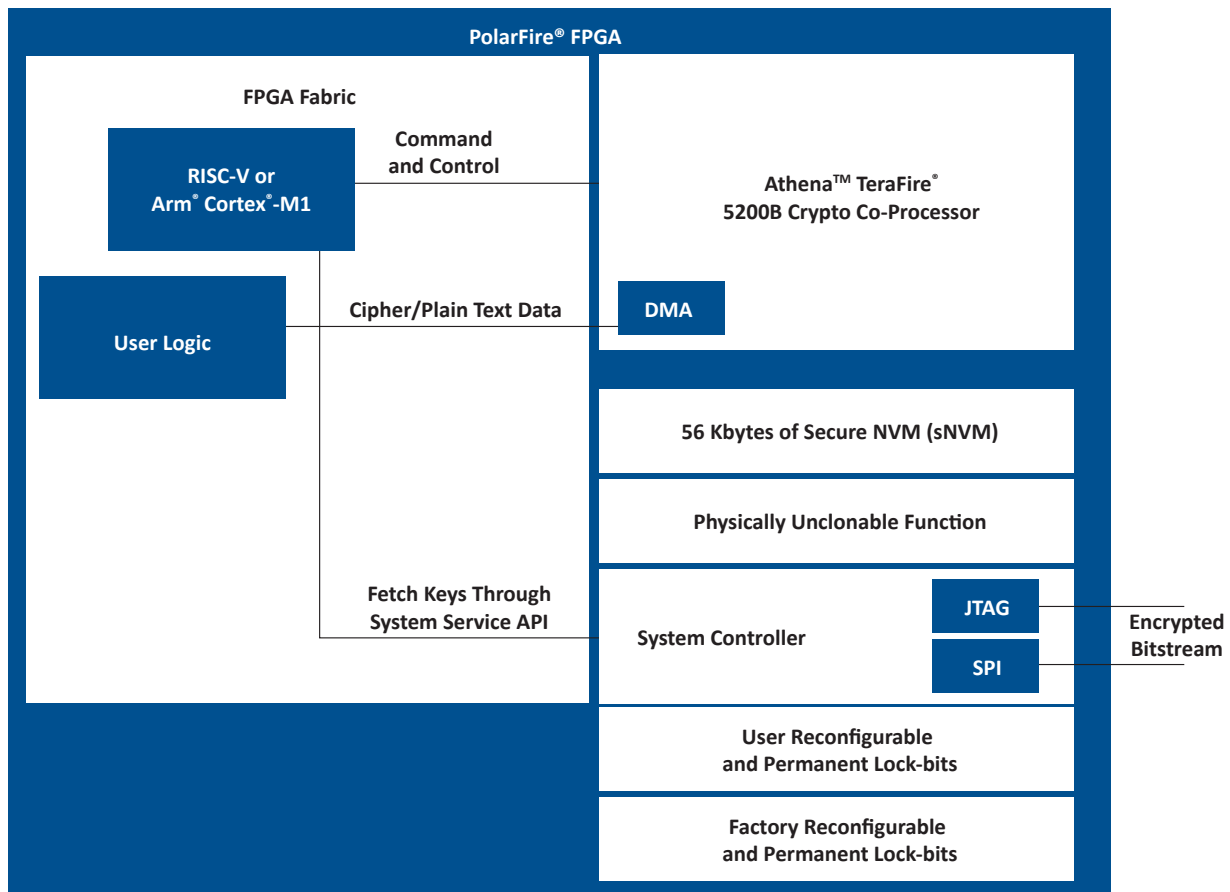 PolarFire® FPGA
FPGA Fabric
RISC-V or
Arm® Cortex®-M1
Command
and Control
Athena™ TeraFire®
5200B Crypto Co-Processor
User Logic
Cipher/Plain Text Data
DMA
56 Kbytes of Secure NVM (sNVM)
Physically Unclonable Function
Fetch Keys Through
System Service API
System Controller
JTAG
SPI
Encrypted
Bitstream
User Reconfigurable
and Permanent Lock-bits
Factory Reconfigurable
and Permanent Lock-bits